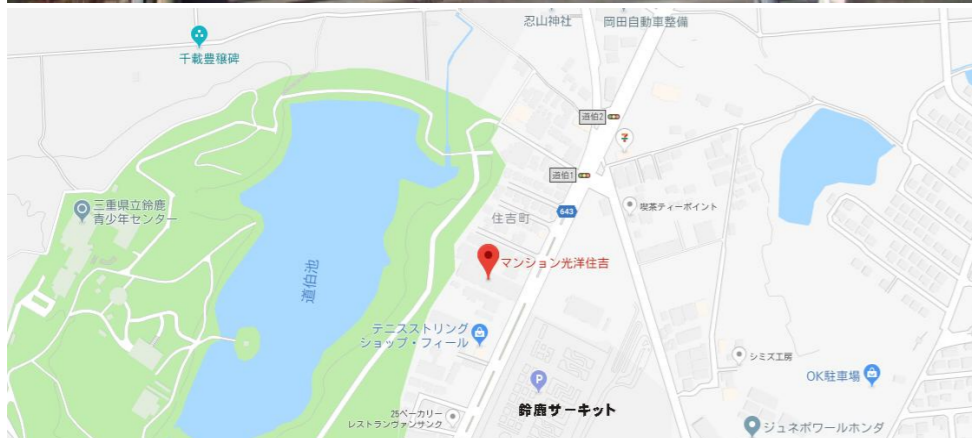 忍山神社
岡田自動車整備
千載豊穣碑
道伯2
道伯1
三重県立鈴鹿
青少年センター
喫茶ティーポイント
住吉町
643
マンション光洋住吉
道伯池
テニスストリング
ショップ・フィール
シミズ工房
OK駐車場
P
鈴鹿サーキット
25ベーカリー
レストランヴァンサンク
ジュネボワールホンダ